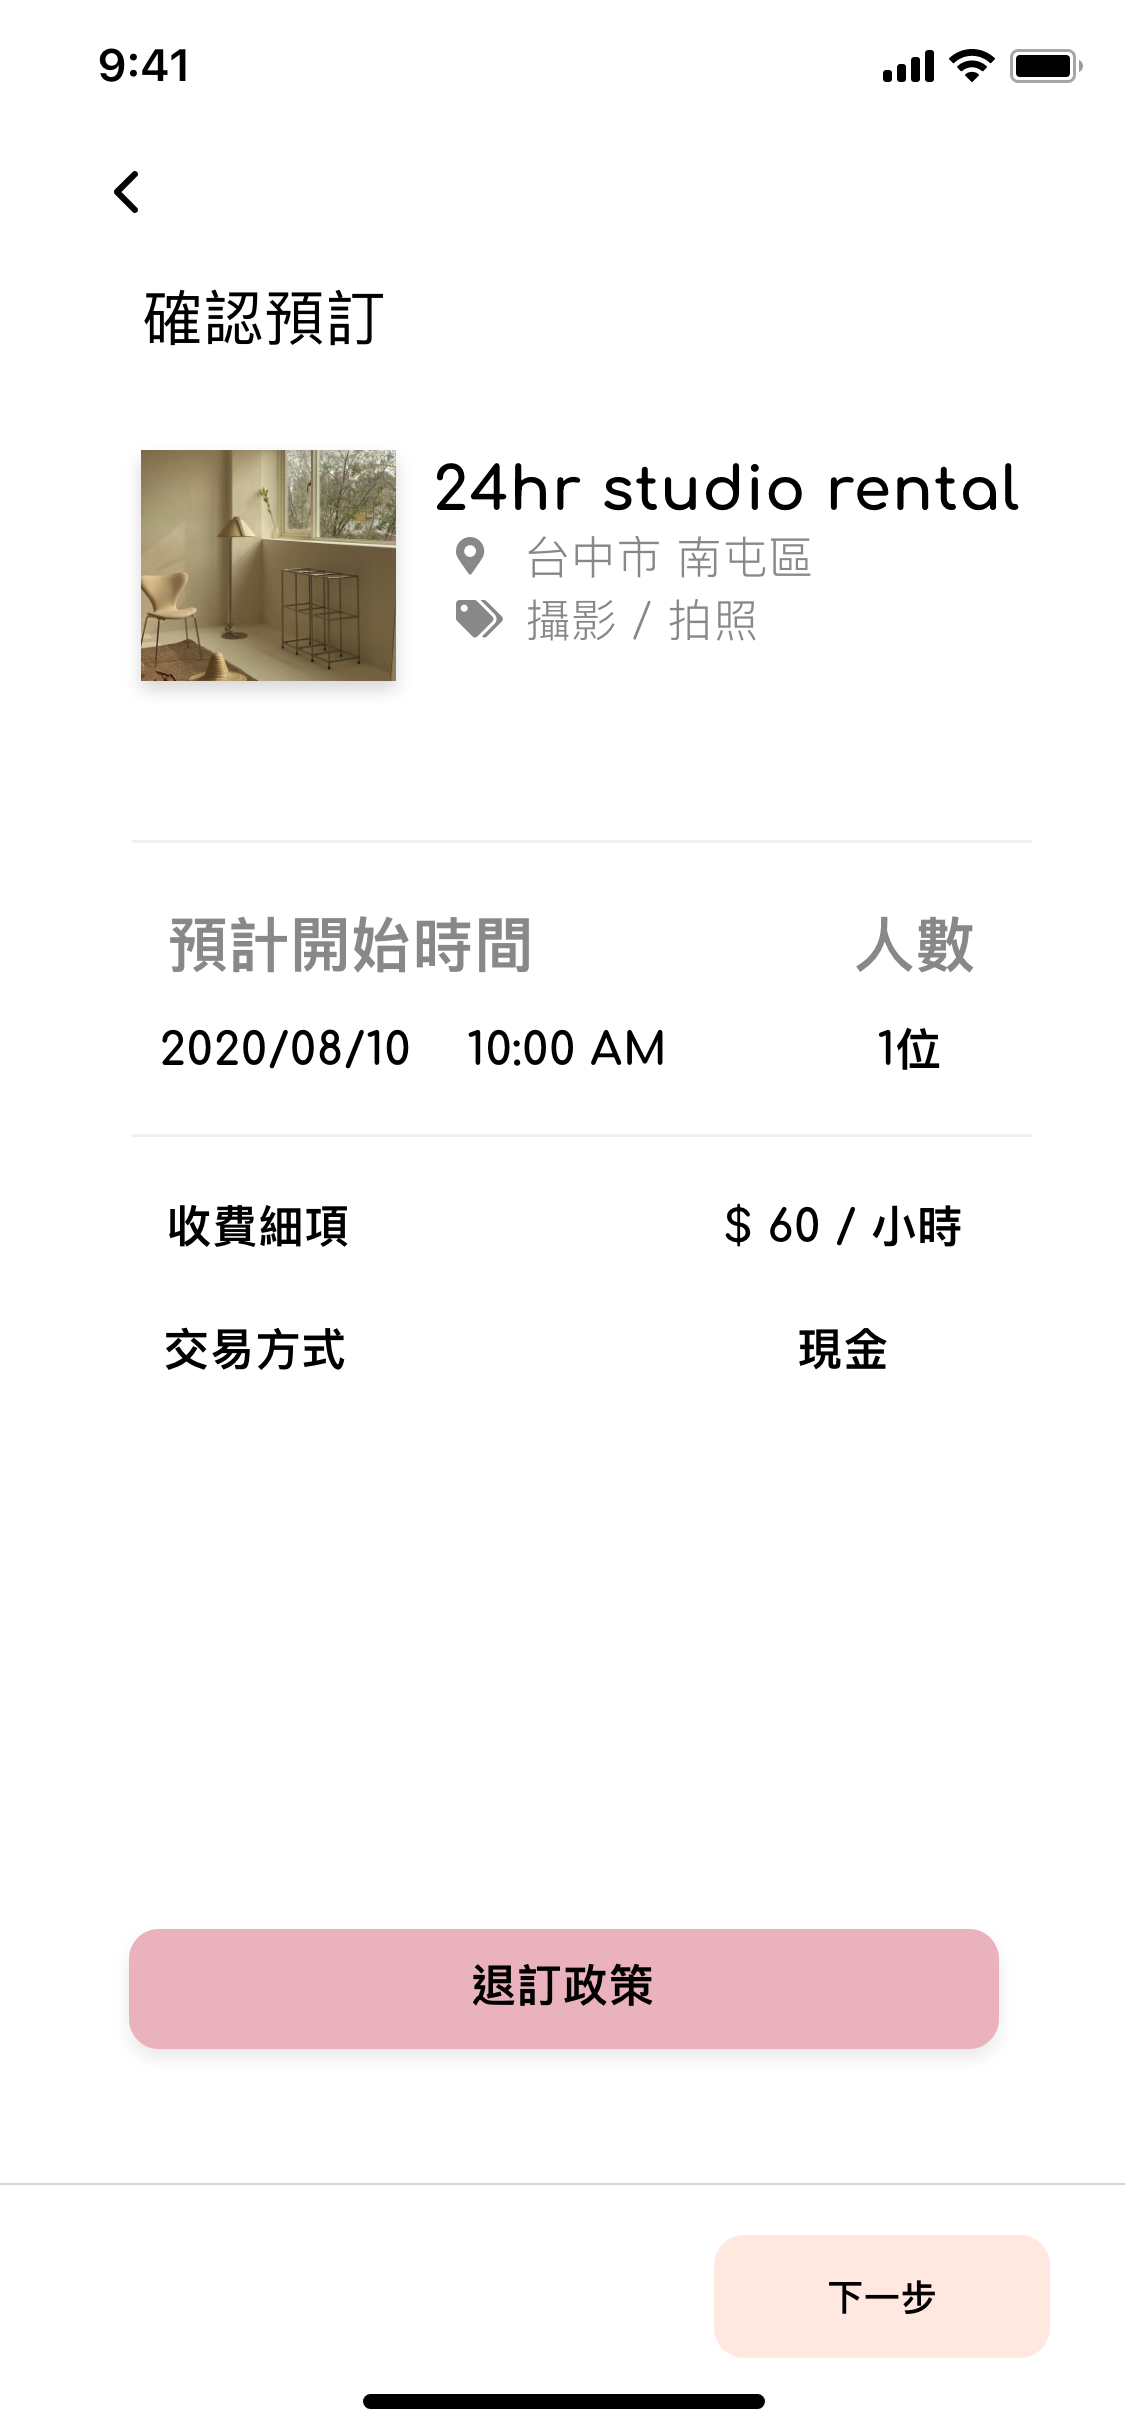 9:41
確認預訂
24hr studio rental
台中市 南屯區
攝影 / 拍照
預計開始時間 人數
2020/08/10 10:00 AM 1位
收費細項 $ 60 / 小時
交易方式 現金
退訂政策
下一步